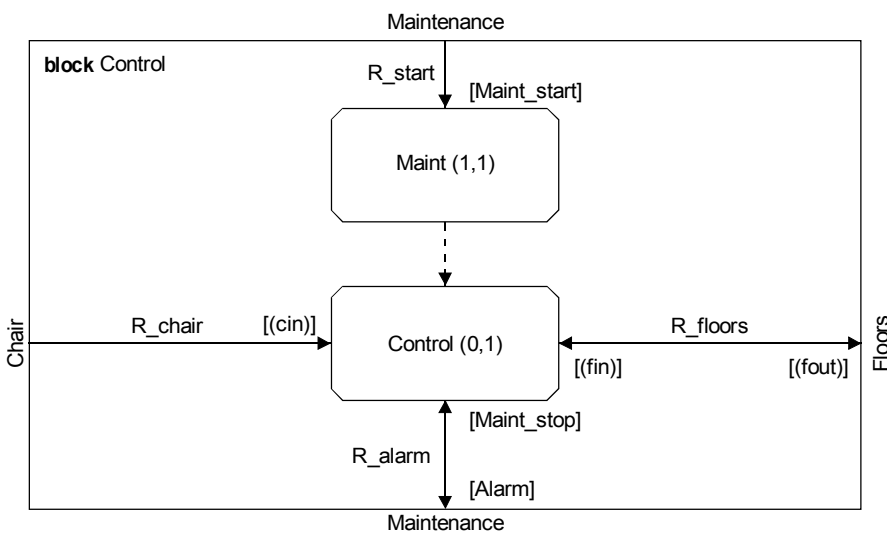 Maintenance
block Control
R_start
[Maint_start]
Maint (1,1)
Chair
R_chair
[(cin)]
Control (0,1)
R_floors
[(fin)]
[(fout)]
Floors
[Maint_stop]
R_alarm
[Alarm]
Maintenance